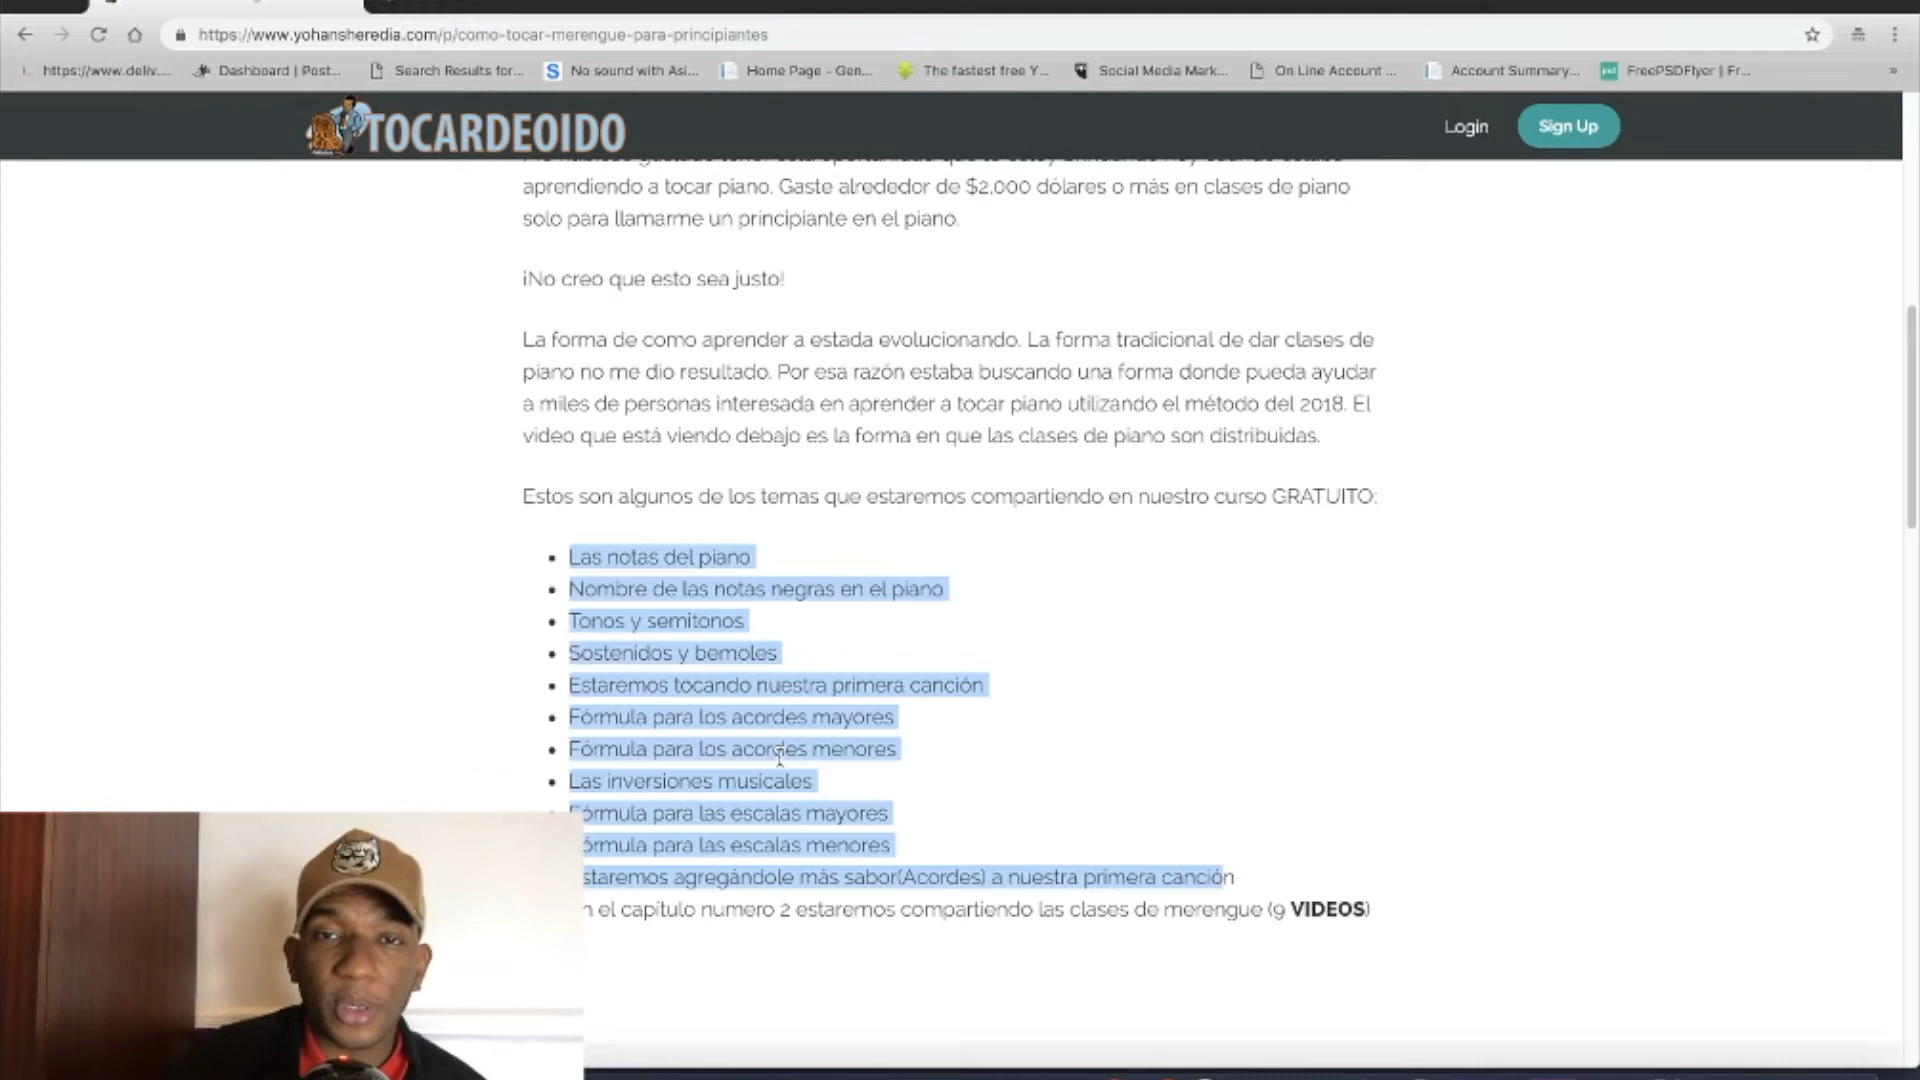 https://www.yohansheredia.com/p/como-tocar-merengue-para-principiantes
https://www.deliv... Dashboard | Post... Search Results for... No sound with Asi... Home Page - Gen... The fastest free Y... Social Media Mark... On Line Account ... Account Summary... FreePSDFlyer | Fr... »
TOCARDEOIDO Login Sign Up
aprendiendo a tocar piano. Gaste alrededor de $2,000 dólares o más en clases de piano
solo para llamarme un principiante en el piano.
¡No creo que esto sea justo!
La forma de como aprender a estada evolucionando. La forma tradicional de dar clases de
piano no me dio resultado. Por esa razón estaba buscando una forma donde pueda ayudar
a miles de personas interesada en aprender a tocar piano utilizando el método del 2018. El
video que está viendo debajo es la forma en que las clases de piano son distribuidas.
Estos son algunos de los temas que estaremos compartiendo en nuestro curso GRATUITO:
• Las notas del piano
• Nombre de las notas negras en el piano
• Tonos y semitonos
• Sostenidos y bemoles
• Estaremos tocando nuestra primera canción
• Fórmula para los acordes mayores
• Fórmula para los acordes menores
• Las inversiones musicales
Fórmula para las escalas mayores
órmula para las escalas menores
staremos agregándole más sabor(Acordes) a nuestra primera canción
n el capítulo numero 2 estaremos compartiendo las clases de merengue (9 VIDEOS)